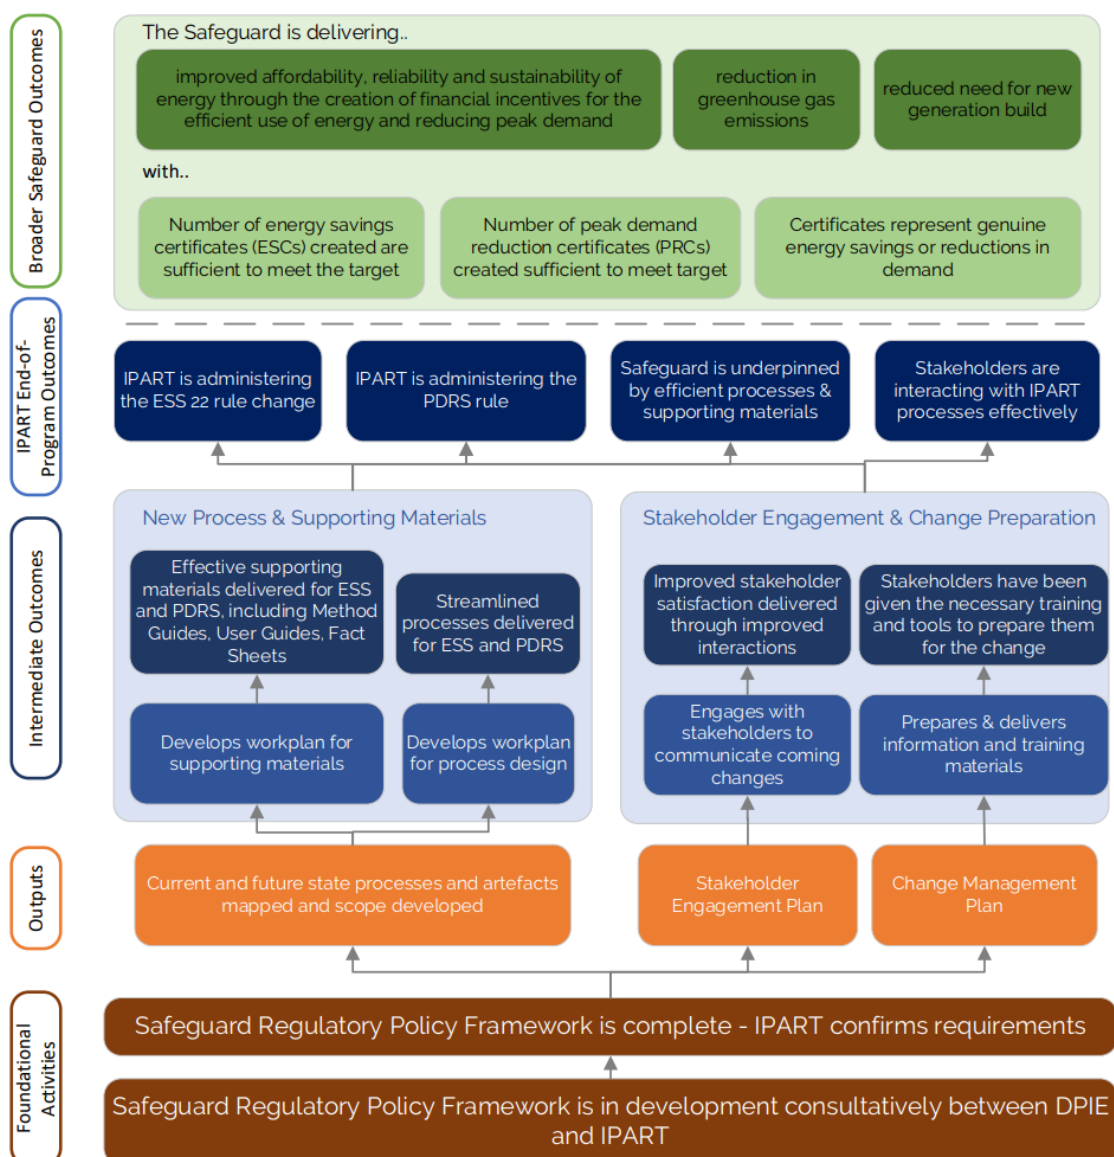 Broader Safeguard Outcomes
The Safeguard is delivering..
improved affordability, reliability and sustainability of
energy through the creation of financial incentives for the
efficient use of energy and reducing peak demand
reduction in
greenhouse gas
emissions
reduced need for new
generation build
with..
Number of energy savings
certificates (ESCs) created are
sufficient to meet the target
Number of peak demand
reduction certificates (PRCs)
created sufficient to meet target
Certificates represent genuine
energy savings or reductions in
demand
IPART End-of-
Program Outcomes
IPART is administering
the ESS 22 rule change
IPART is administering the
PDRS rule
Safeguard is underpinned
by efficient processes &
supporting materials
Stakeholders are
interacting with IPART
processes effectively
Intermediate Outcomes
New Process & Supporting Materials
Effective supporting
materials delivered for ESS
and PDRS, including Method
Guides, User Guides, Fact
Sheets
Streamlined
processes delivered
for ESS and PDRS
Develops workplan for
supporting materials
Develops workplan
for process design
Stakeholder Engagement & Change Preparation
Improved stakeholder
satisfaction delivered
through improved
interactions
Stakeholders have been
given the necessary training
and tools to prepare them
for the change
Engages with
stakeholders to
communicate coming
changes
Prepares & delivers
information and training
materials
Outputs
Current and future state processes and artefacts
mapped and scope developed
Stakeholder
Engagement Plan
Change Management
Plan
Foundational
Activities
Safeguard Regulatory Policy Framework is complete - IPART confirms requirements
Safeguard Regulatory Policy Framework is in development consultatively between DPIE
and IPART